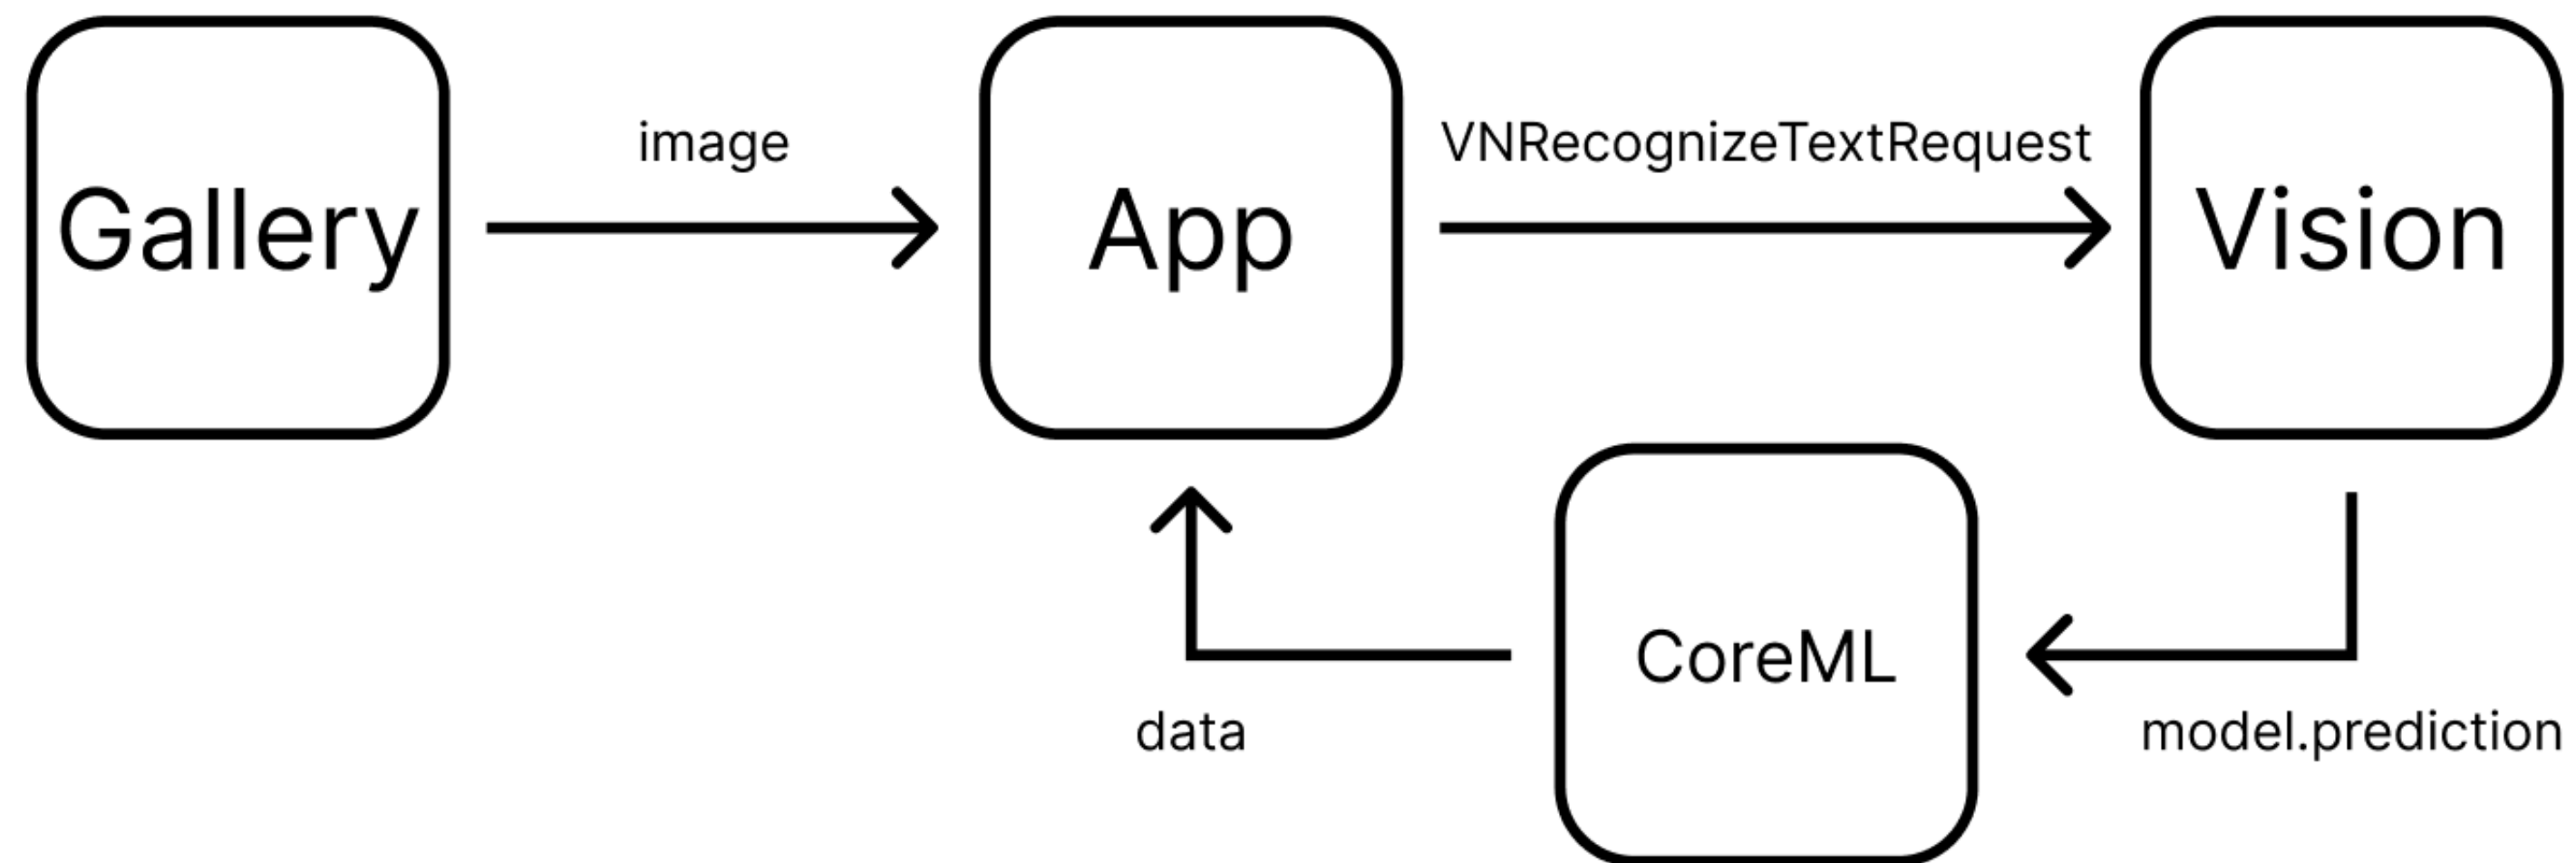 Gallery
image
App
VNRecognizeTextRequest
Vision
CoreML
data
model.prediction